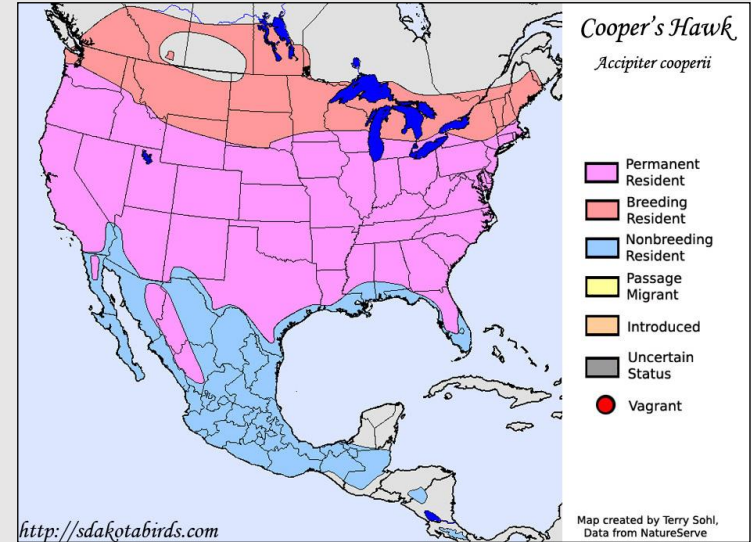 Cooper's Hawk
Accipiter cooperii
Permanent
Resident
Breeding
Resident
Nonbreeding
Resident
Passage
Migrant
Introduced
Uncertain
Status
Vagrant
Map created by Terry Sohl,
Data from NatureServe
http://sdakotabirds.com